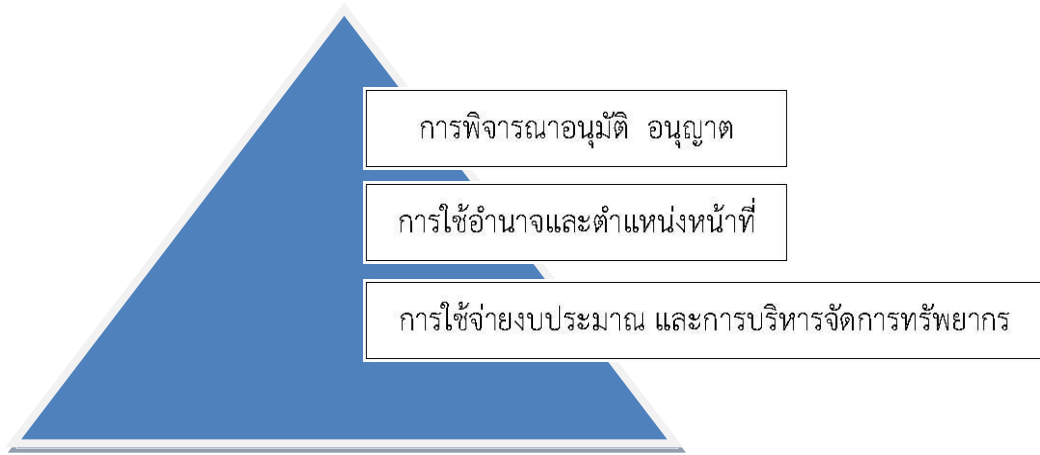 การพิจารณาอนุมัติ อนุญาต
การใช้อำนาจและตำแหน่งหน้าที่
การใช้จ่ายงบประมาณ และการบริหารจัดการทรัพยากร